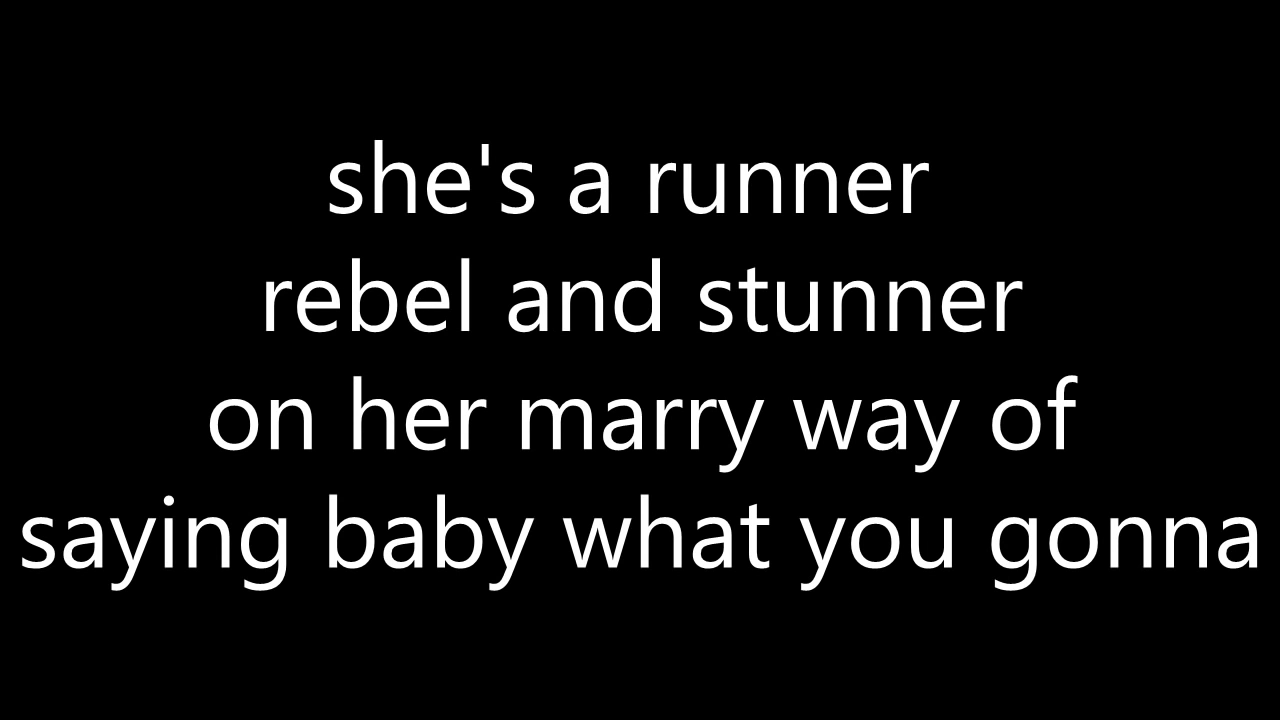 she's a runner
rebel and stunner
on her marry way of
saying baby what you gonna